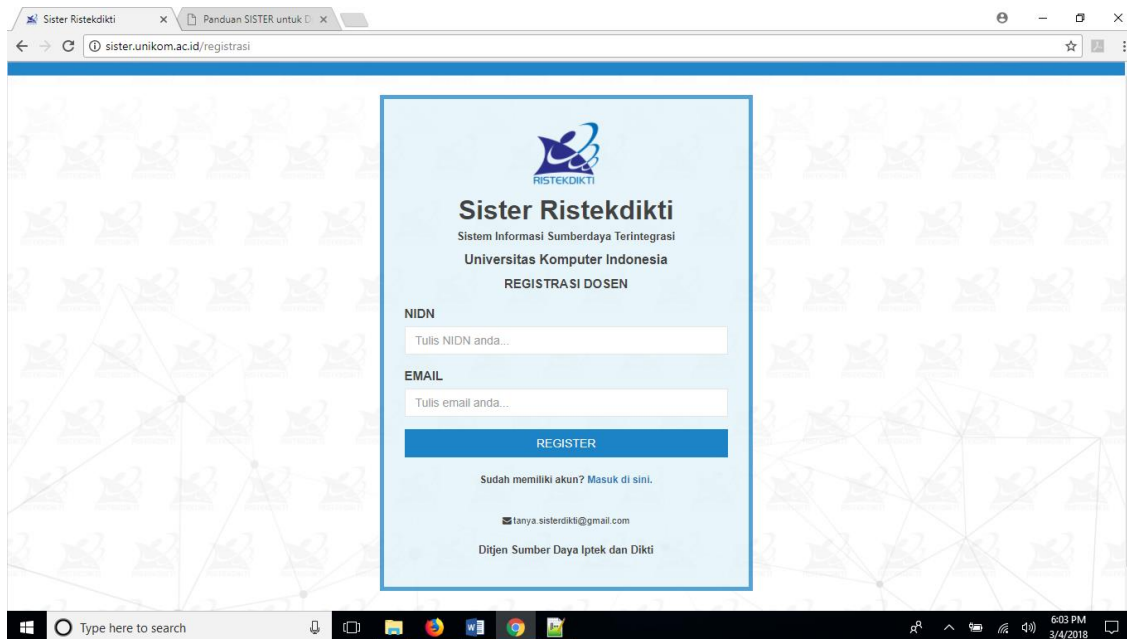 Sister Ristekdikti
Panduan SISTER untuk D
sister.unikom.ac.id/registrasi
RISTEKDIKTI
Sister Ristekdikti
Sistem Informasi Sumberdaya Terintegrasi
Universitas Komputer Indonesia
REGISTRASI DOSEN
NIDN
Tulis NIDN anda...
EMAIL
Tulis email anda...
REGISTER
Sudah memiliki akun? Masuk di sini.
tanya.sisterdikti@gmail.com
Ditjen Sumber Daya Iptek dan Dikti
Type here to search
6:03 PM
3/4/2018